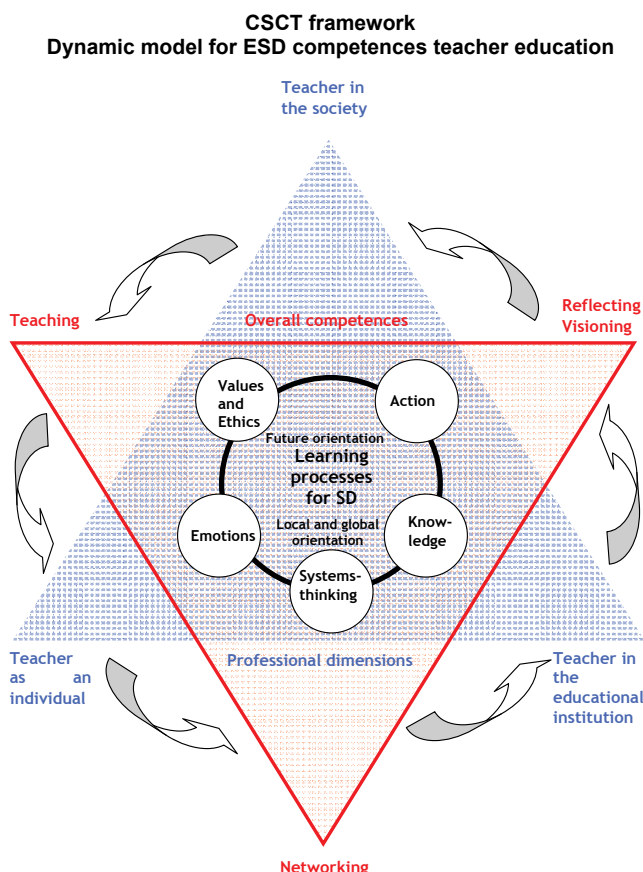 CSCT framework
Dynamic model for ESD competences teacher education
Teacher in
the society
Teaching
Overall competences
Reflecting
Visioning
Values
and
Ethics
Action
Future orientation
Learning
processes
for SD
Local and global
orientation
Emotions
Know-
ledge
Systems-
thinking
Teacher
as an
individual
Professional dimensions
Teacher in
the
educational
institution
Networking